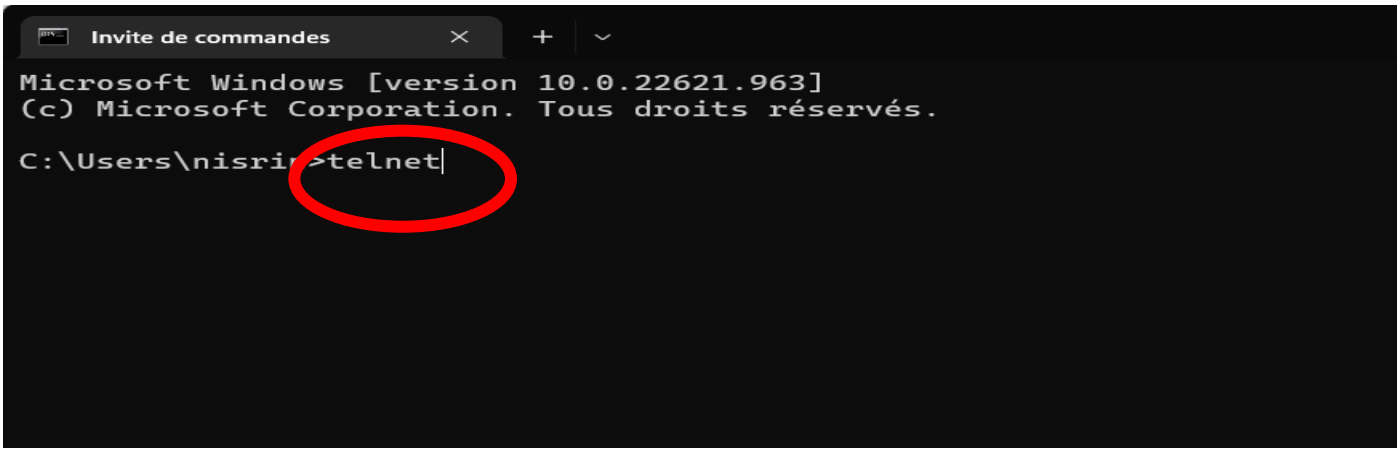 Invite de commandes
Microsoft Windows [version 10.0.22621.963]
(c) Microsoft Corporation. Tous droits réservés.
C:\Users\nisrin>telnet